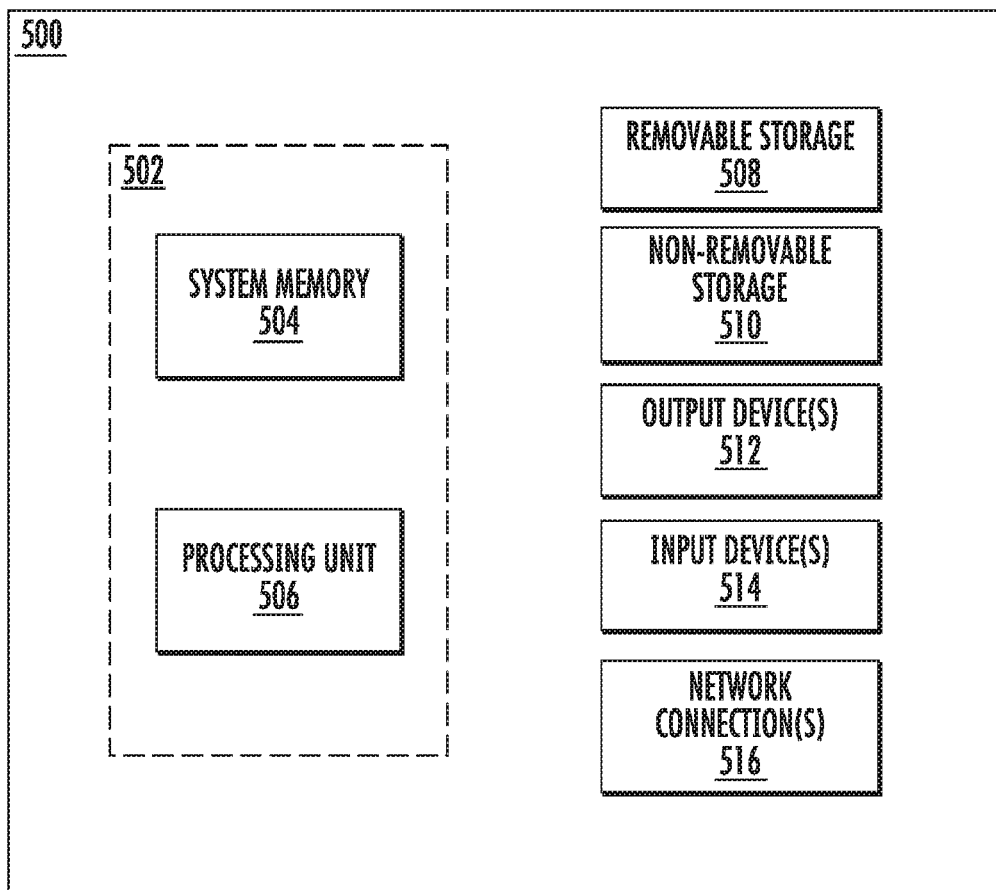 500
502
SYSTEM MEMORY
504
PROCESSING UNIT
506
REMOVABLE STORAGE
508
NON-REMOVABLE
STORAGE
510
OUTPUT DEVICE(S)
512
INPUT DEVICE(S)
514
NETWORK
CONNECTION(S)
516